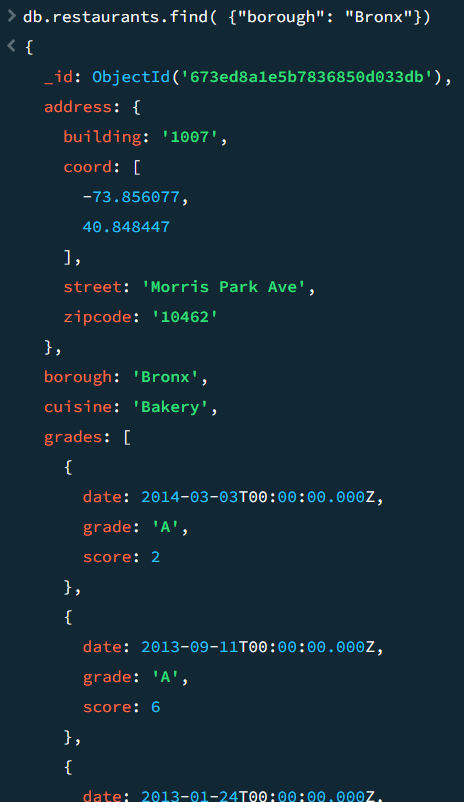 db.restaurants.find( {"borough": "Bronx"})
{
_id: ObjectId('673ed8a1e5b7836850d033db'),
address: {
building: '1007',
coord: [
-73.856077,
40.848447
],
street: 'Morris Park Ave',
zipcode: '10462'
},
borough: 'Bronx',
cuisine: 'Bakery',
grades: [
{
date: 2014-03-03T00:00:00.000Z,
grade: 'A',
score: 2
},
{
date: 2013-09-11T00:00:00.000Z,
grade: 'A',
score: 6
},
{
date: 2013-01-24T00:00:00.000Z,